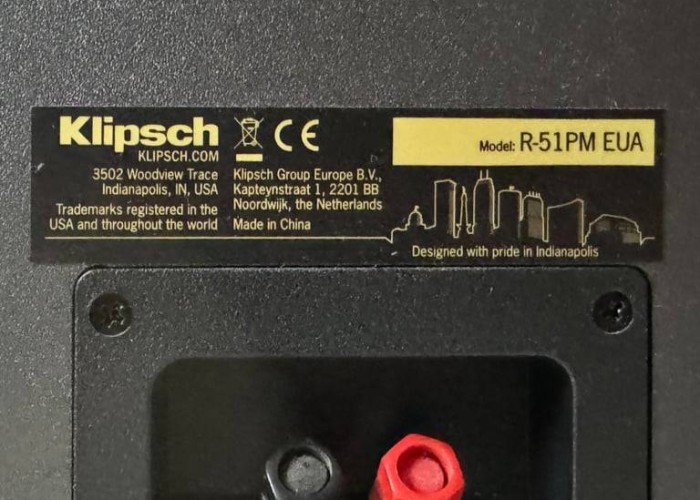 Klipsch
KLIPSCH.COM
3502 Woodview Trace
Indianapolis, IN, USA
Trademarks registered in the
USA and throughout the world
CE
Klipsch Group Europe B.V.,
Kapteynstraat 1, 2201 BB
Noordwijk, the Netherlands
Made in China
Model: R-51PM EUA
Designed with pride in Indianapolis